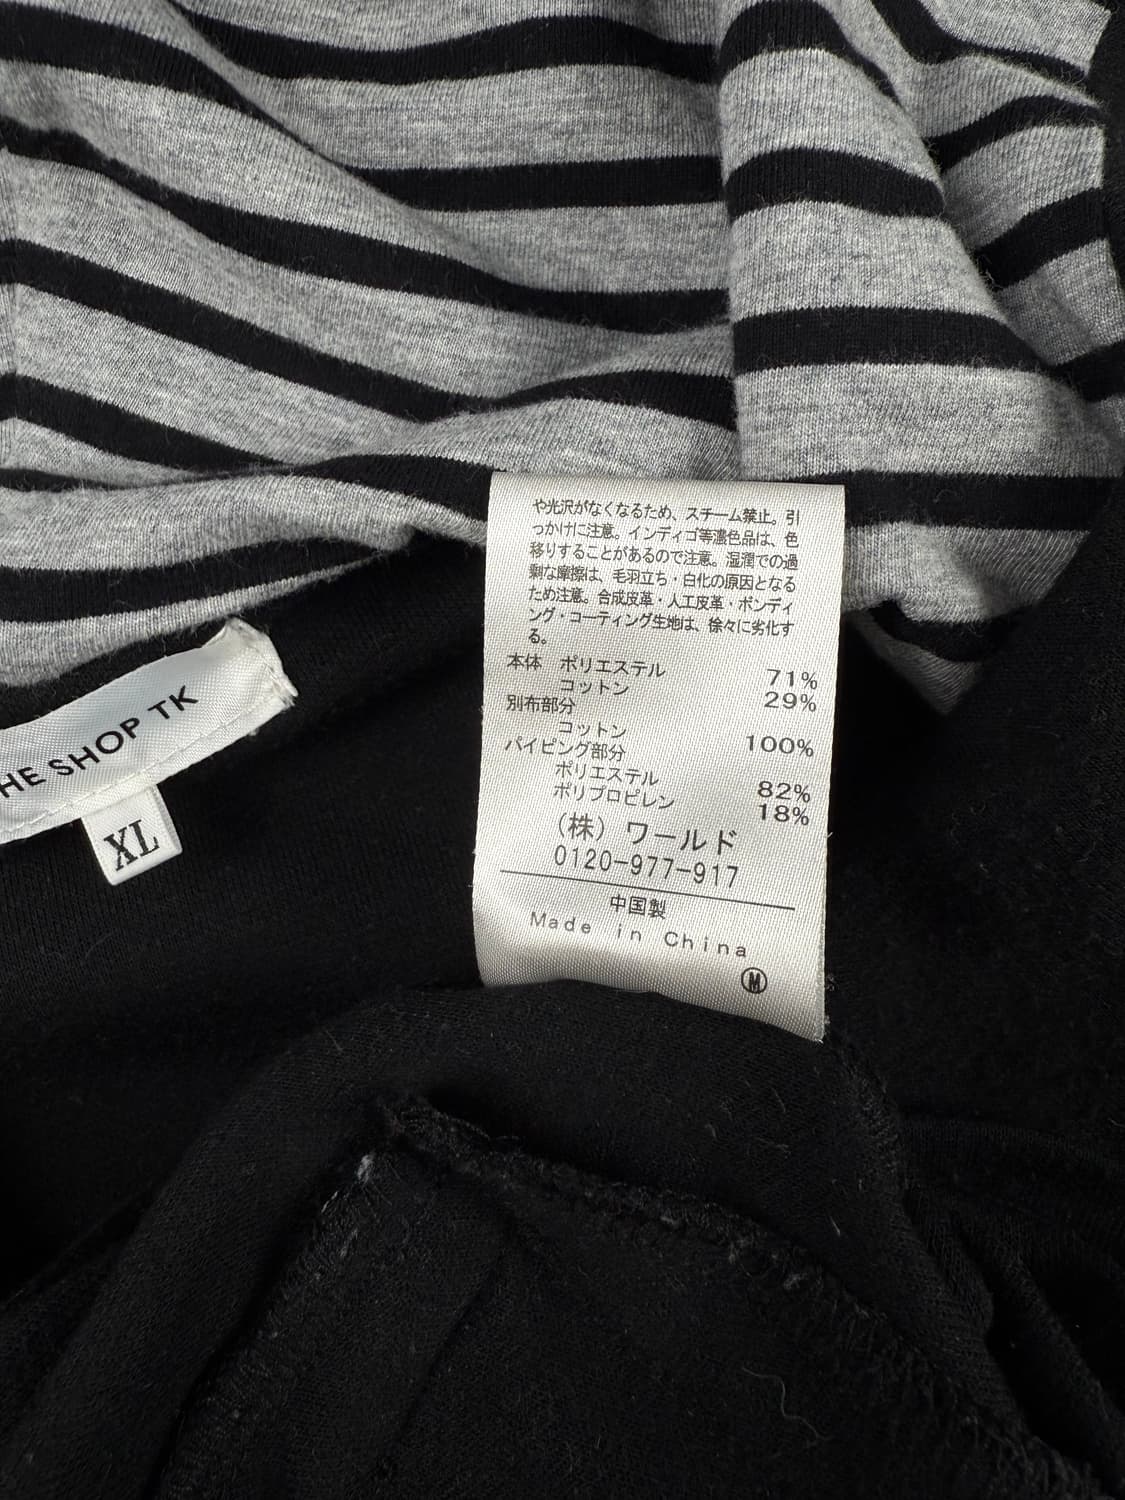 や光沢がなくなるため、スチーム禁止。引
っかけに注意。インディゴ等濃色品は、色
移りすることがあるので注意。湿潤での過
剰な摩擦は、毛羽立ち・白化の原因となる
ため注意。合成皮革・人工皮革・ボンディ
ング・コーティング生地は、徐々に劣化す
る。
本体 ポリエステル 71%
コットン 29%
別布部分
コットン 100%
パイピング部分
ポリエステル 82%
ポリプロピレン 18%
(株)ワールド
0120-977-917
中国製
Made in China
M
HE SHOP TK
XL